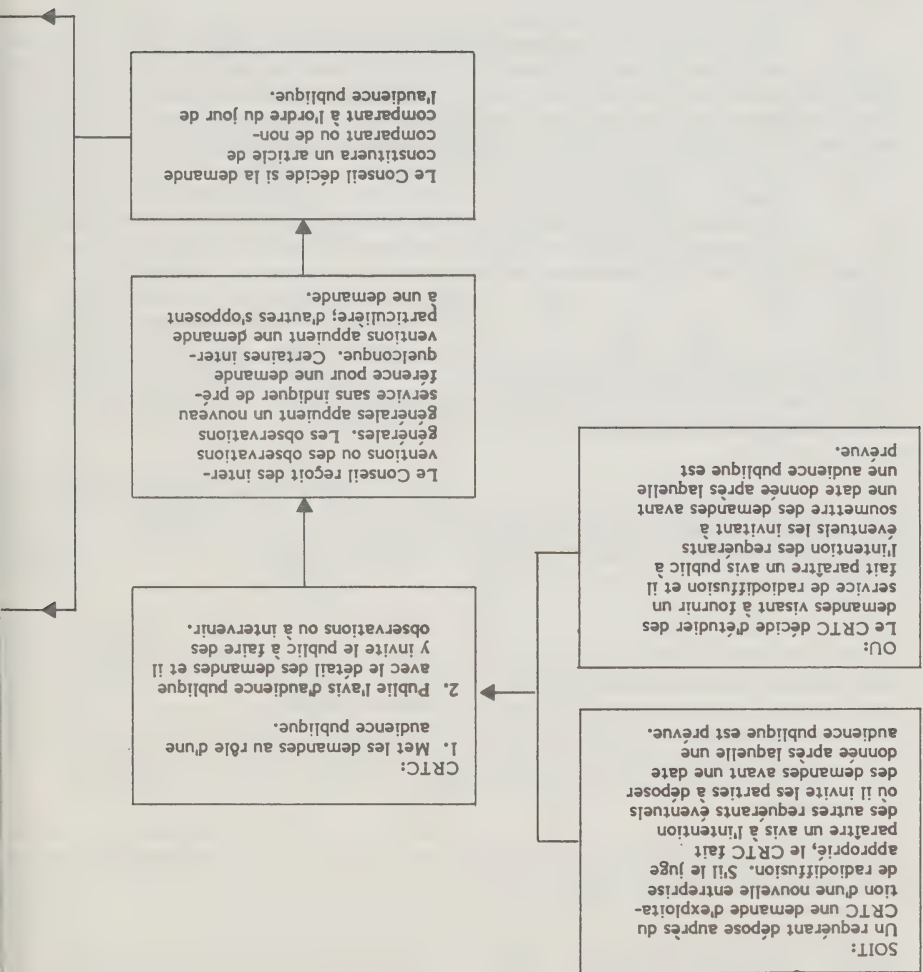 SOIT:
Un requérant dépose auprès du
CRTC une demande d'exploita-
tion d'une nouvelle entreprise
de radiodiffusion. S'il le juge
approprié, le CRTC fait
paraître un avis à l'intention
des autres requérants éventuels
où il invite les parties à déposer
des demandes avant une date
donnée après laquelle une
audience publique est prévue.
OU:
Le CRTC décide d'étudier des
demandes visant à fournir un
service de radiodiffusion et il
fait paraître un avis public à
l'intention des requérants
éventuels les invitant à
soumettre des demandes avant
une date donnée après laquelle
une audience publique est
prévue.
CRTC:
1. Met les demandes au rôle d'une
audience publique.
2. Publie l'avis d'audience publique
avec le détail des demandes et il
y invite le public à faire des
observations ou à intervenir.
Le Conseil reçoit des inter-
ventions ou des observations
générales. Les observations
générales appuient un nouveau
service sans indiquer de pré-
férence pour une demande
quelconque. Certaines inter-
ventions appuient une demande
particulière; d'autres s'opposent
à une demande.
Le Conseil décide si la demande
constituera un article de
comparant ou de non-
comparant à l'ordre du jour de
l'audience publique.